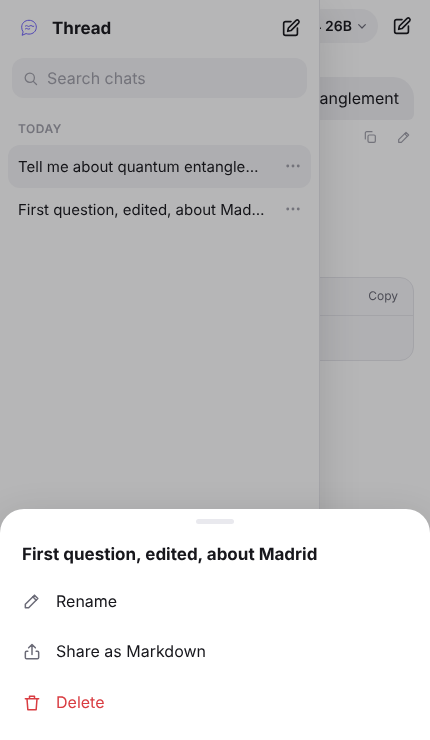 Thread
26B
Search chats
anglement
TODAY
Tell me about quantum entangle...
First question, edited, about Mad...
Copy
First question, edited, about Madrid
Rename
Share as Markdown
Delete